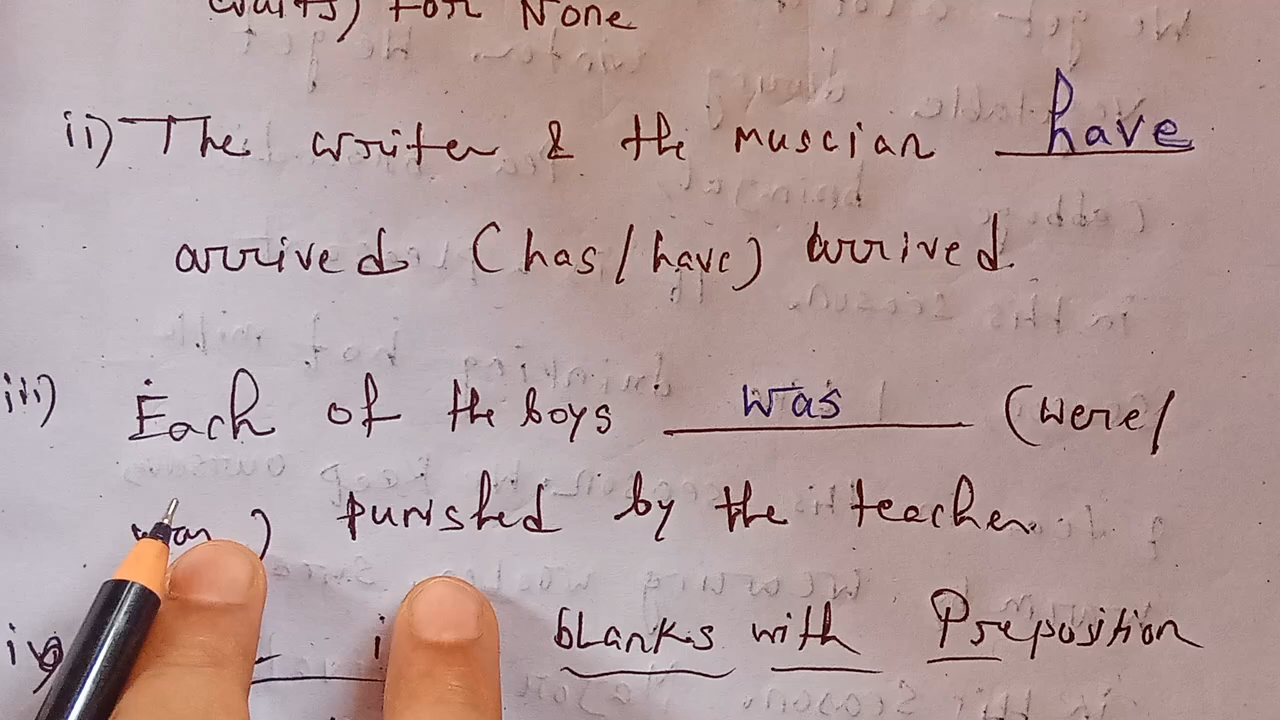 for None
ii) The writer & the muscian have
arrived (has/have) arrived.
iii) Each of the boys was (were/
was) punished by the teacher.
iv) blanks with Preposition